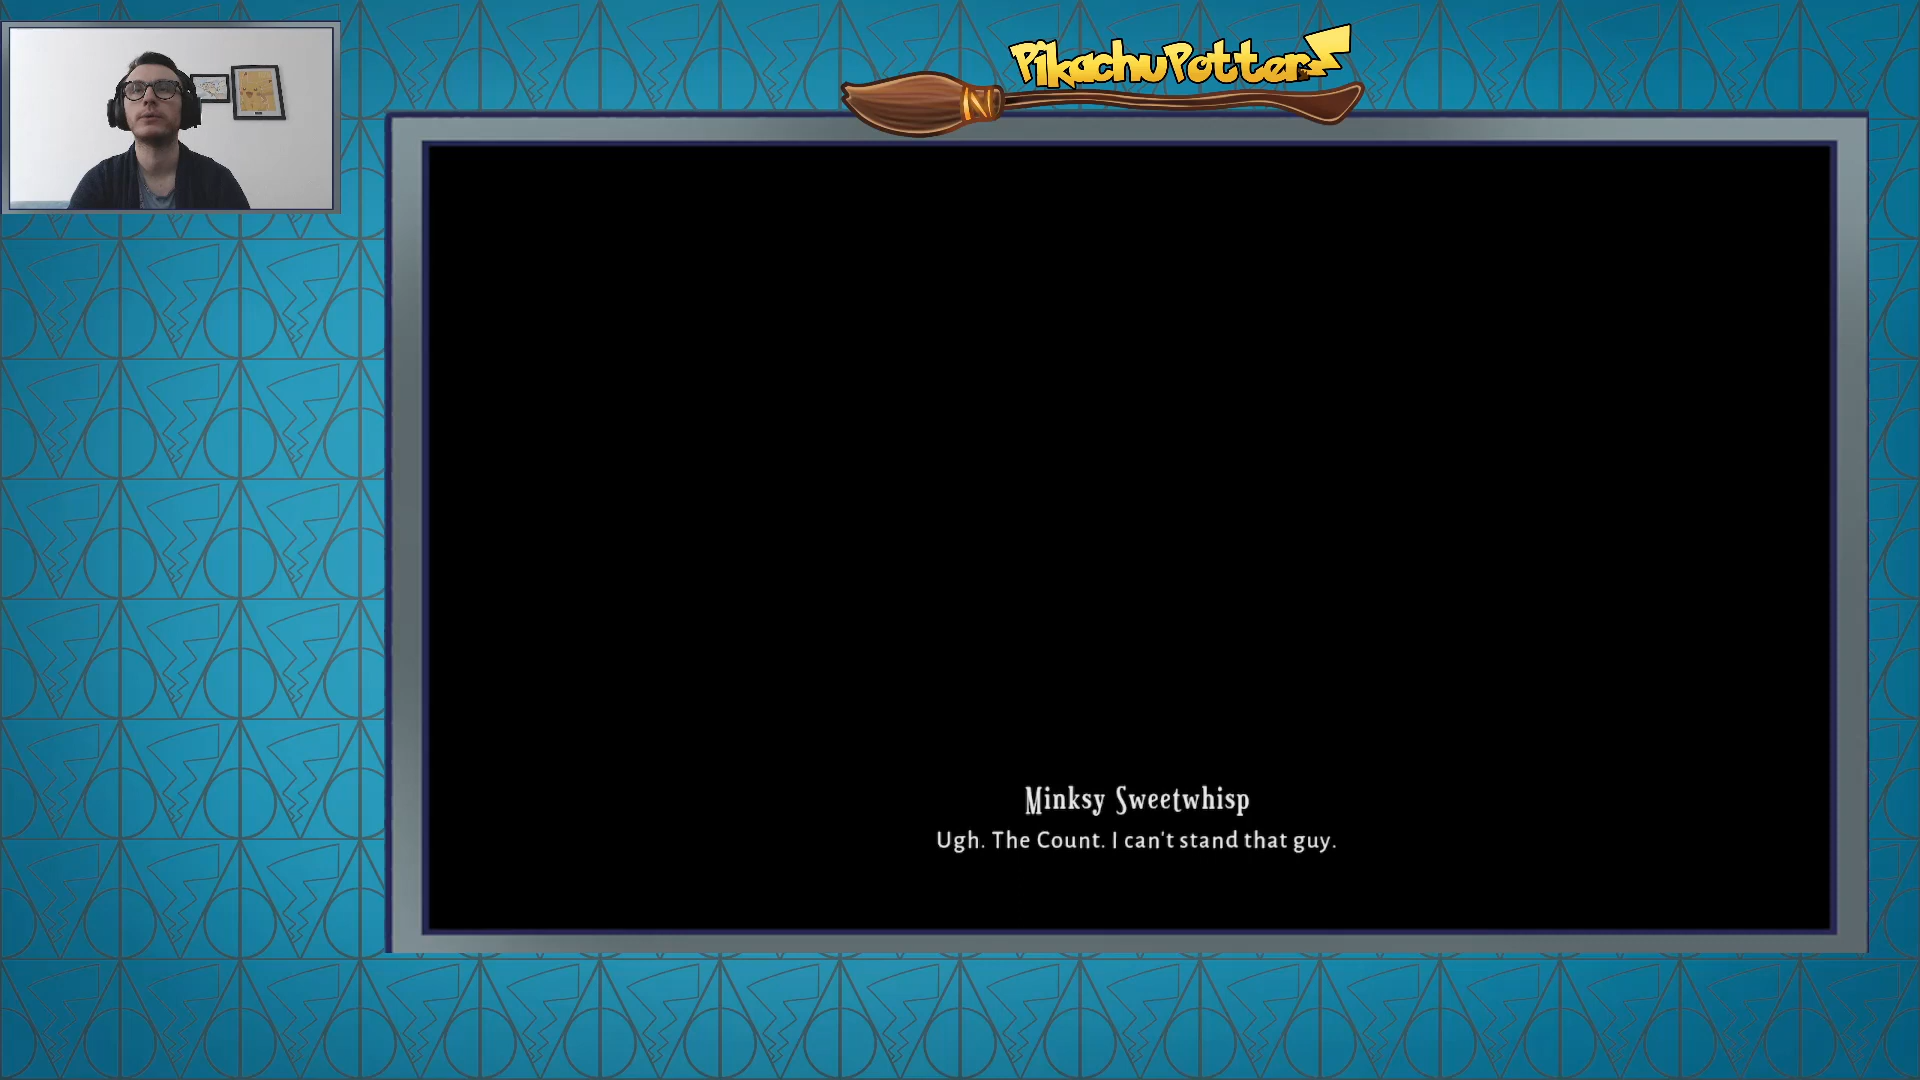 PikachuPotter
Minksy Sweetwhisp
Ugh. The Count. I can't stand that guy.